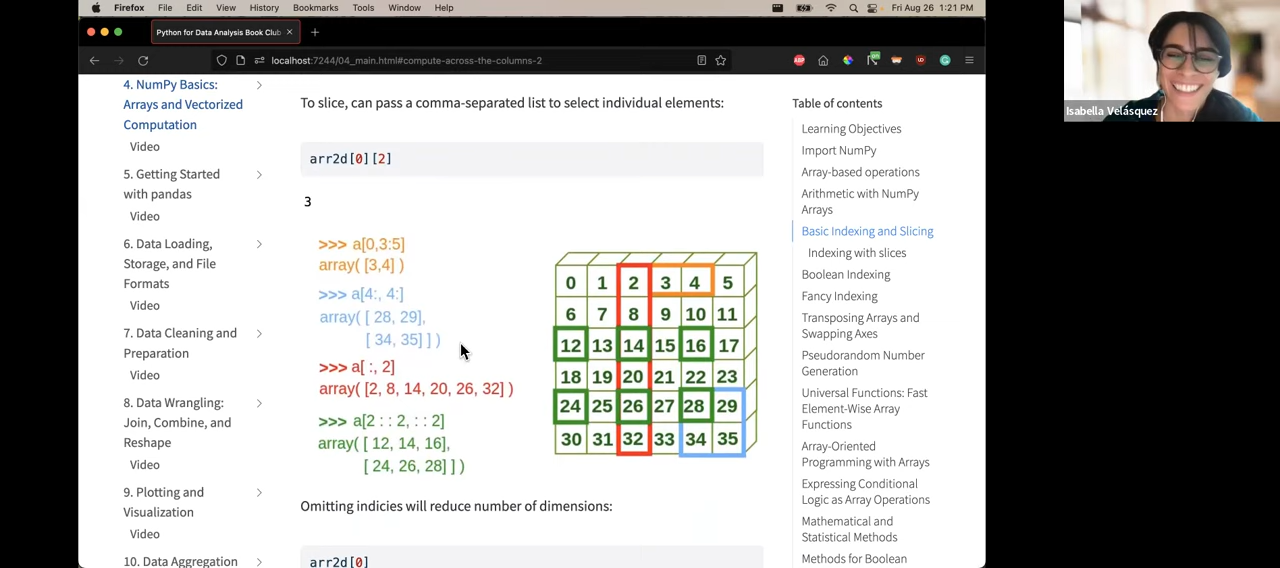 Firefox File Edit View History Bookmarks Tools Window Help Fri Aug 26 1:21 PM
Python for Data Analysis Book Club
localhost:7244/04_main.html#compute-across-the-columns-2
4. NumPy Basics:
Arrays and Vectorized
Computation
Video
5. Getting Started
with pandas
Video
6. Data Loading,
Storage, and File
Formats
Video
7. Data Cleaning and
Preparation
Video
8. Data Wrangling:
Join, Combine, and
Reshape
Video
9. Plotting and
Visualization
Video
10. Data Aggregation
To slice, can pass a comma-separated list to select individual elements:
arr2d[0][2]
3
>>> a[0,3:5]
array( [3,4] )
>>> a[4:, 4:]
array( [ 28, 29],
[ 34, 35] ] )
>>> a[ :, 2]
array( [2, 8, 14, 20, 26, 32] )
>>> a[2 : : 2, : : 2]
array( [ 12, 14, 16],
[ 24, 26, 28] ] )
0 1 2 3 4 5
6 7 8 9 10 11
12 13 14 15 16 17
18 19 20 21 22 23
24 25 26 27 28 29
30 31 32 33 34 35
Omitting indicies will reduce number of dimensions:
arr2d[0]
Table of contents
Learning Objectives
Import NumPy
Array-based operations
Arithmetic with NumPy
Arrays
Basic Indexing and Slicing
Indexing with slices
Boolean Indexing
Fancy Indexing
Transposing Arrays and
Swapping Axes
Pseudorandom Number
Generation
Universal Functions: Fast
Element-Wise Array
Functions
Array-Oriented
Programming with Arrays
Expressing Conditional
Logic as Array Operations
Mathematical and
Statistical Methods
Methods for Boolean
Isabella Velásquez